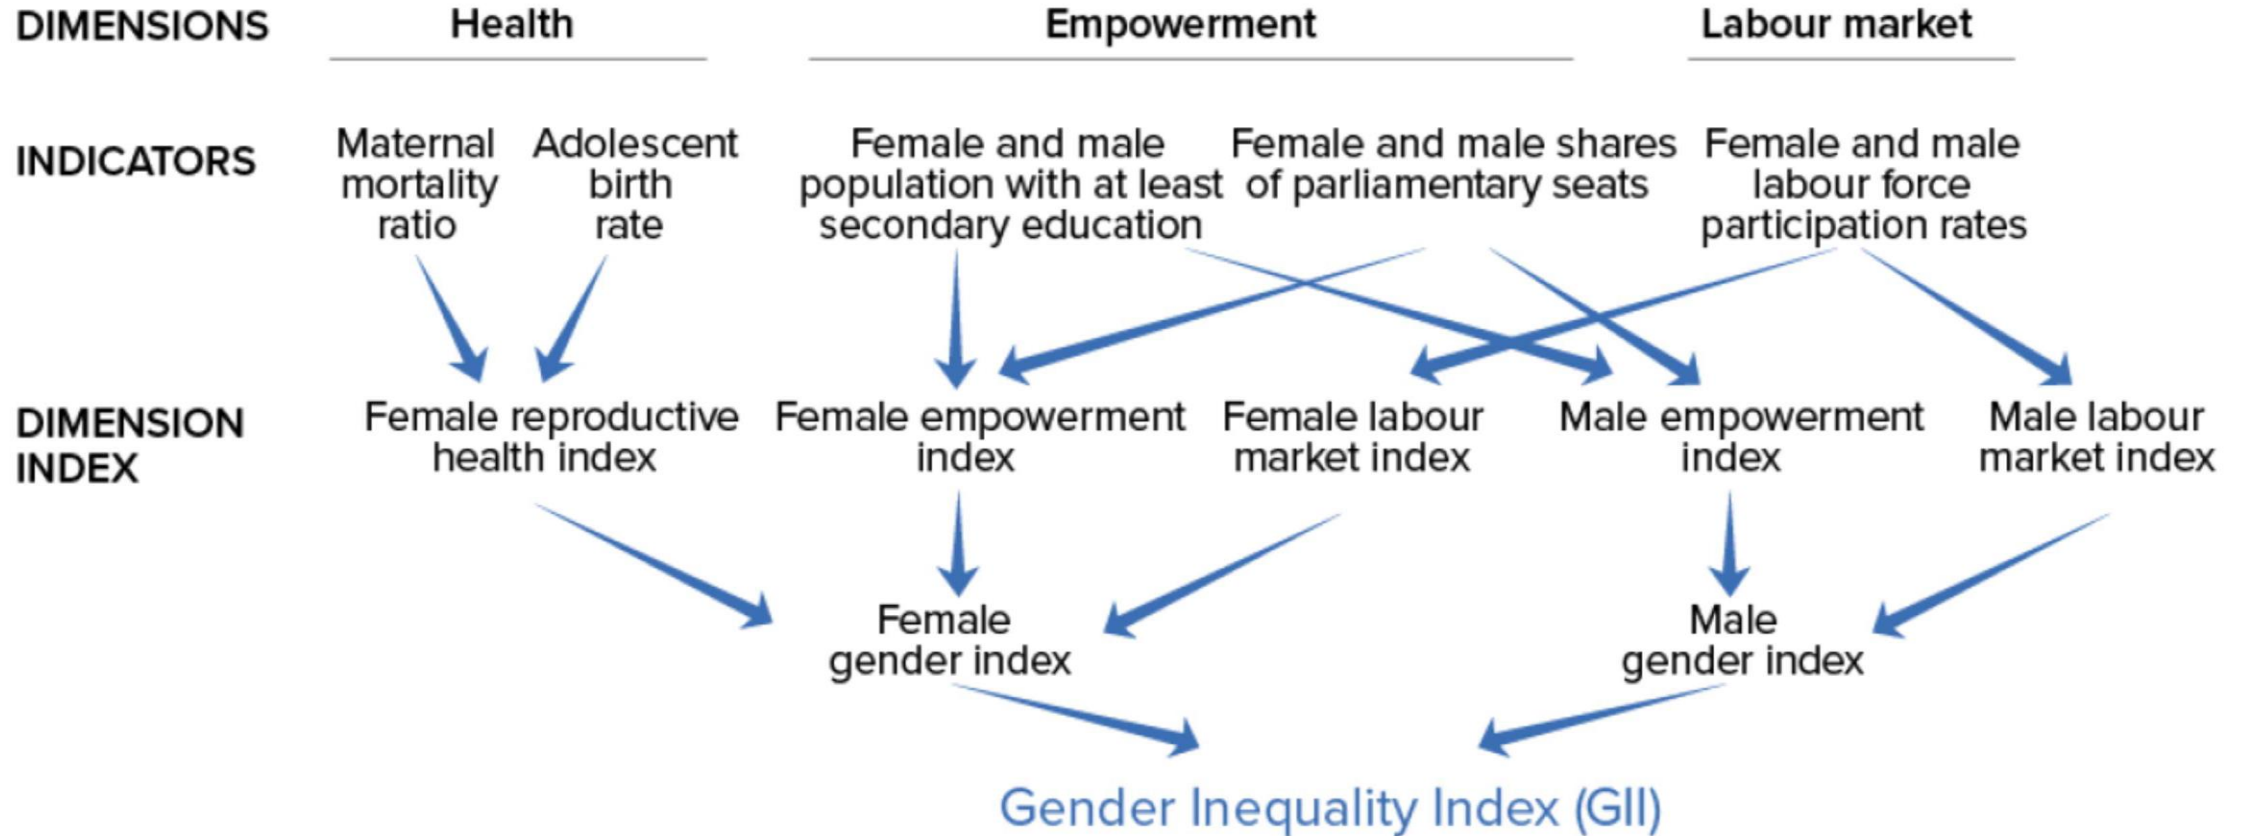 DIMENSIONS
Health
Empowerment
Labour market
INDICATORS
Maternal
mortality
ratio
Adolescent
birth
rate
Female and male
population with at least
secondary education
Female and male shares
of parliamentary seats
Female and male
labour force
participation rates
DIMENSION
INDEX
Female reproductive
health index
Female empowerment
index
Female labour
market index
Male empowerment
index
Male labour
market index
Female
gender index
Male
gender index
Gender Inequality Index (GII)